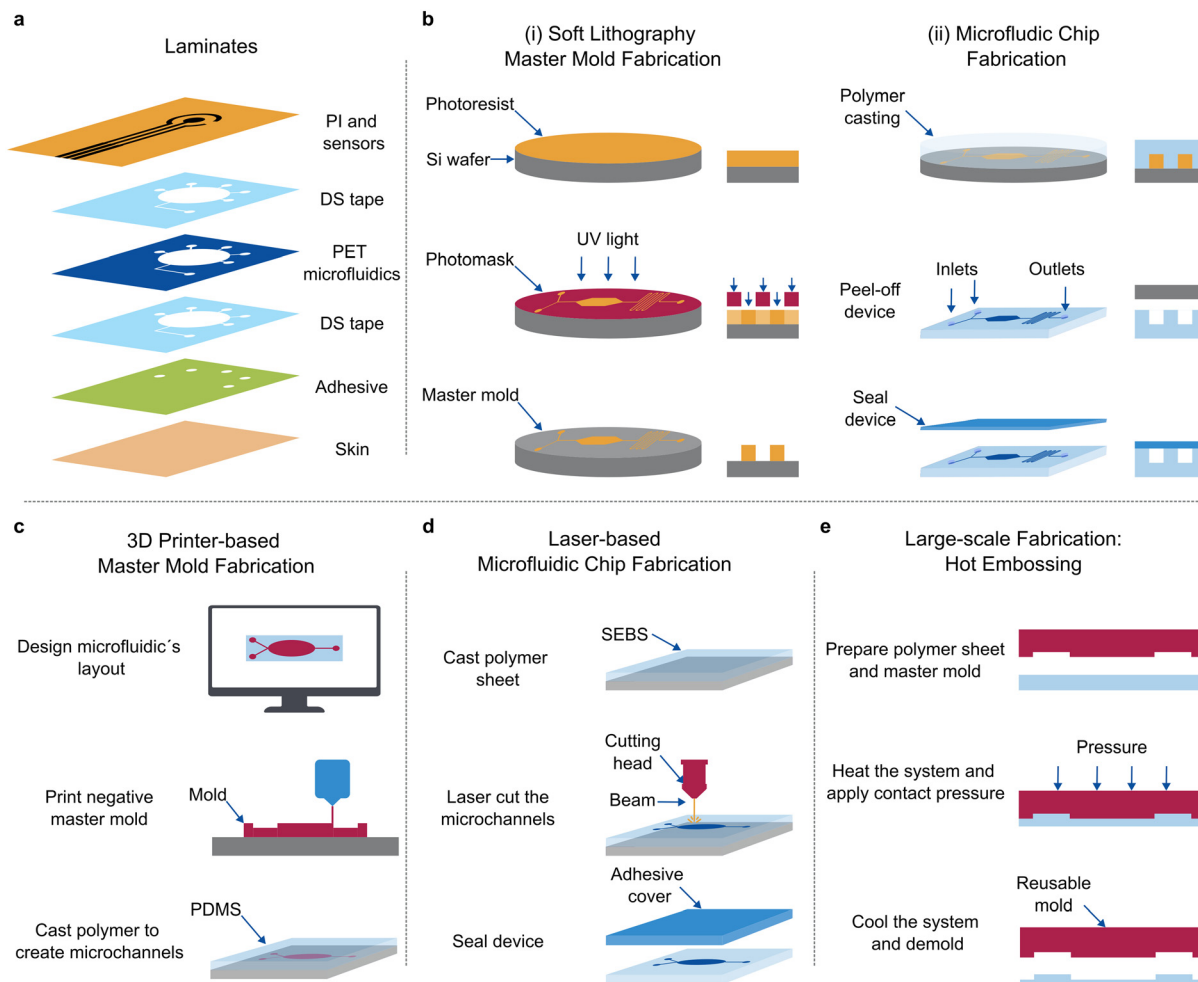 a
Laminates
PI and
sensors
DS tape
PET
microfluidics
DS tape
Adhesive
Skin
b
(i) Soft Lithography
Master Mold Fabrication
Photoresist
Si wafer
UV light
Photomask
Master mold
(ii) Microfludic Chip
Fabrication
Polymer
casting
Inlets
Outlets
Peel-off
device
Seal
device
c
3D Printer-based
Master Mold Fabrication
Design microfluidic´s
layout
Print negative
master mold
Mold
Cast polymer to
create microchannels
PDMS
d
Laser-based
Microfluidic Chip Fabrication
Cast polymer
sheet
SEBS
Laser cut the
microchannels
Cutting
head
Beam
Seal device
Adhesive
cover
e
Large-scale Fabrication:
Hot Embossing
Prepare polymer sheet
and master mold
Heat the system and
apply contact pressure
Pressure
Cool the system
and demold
Reusable
mold